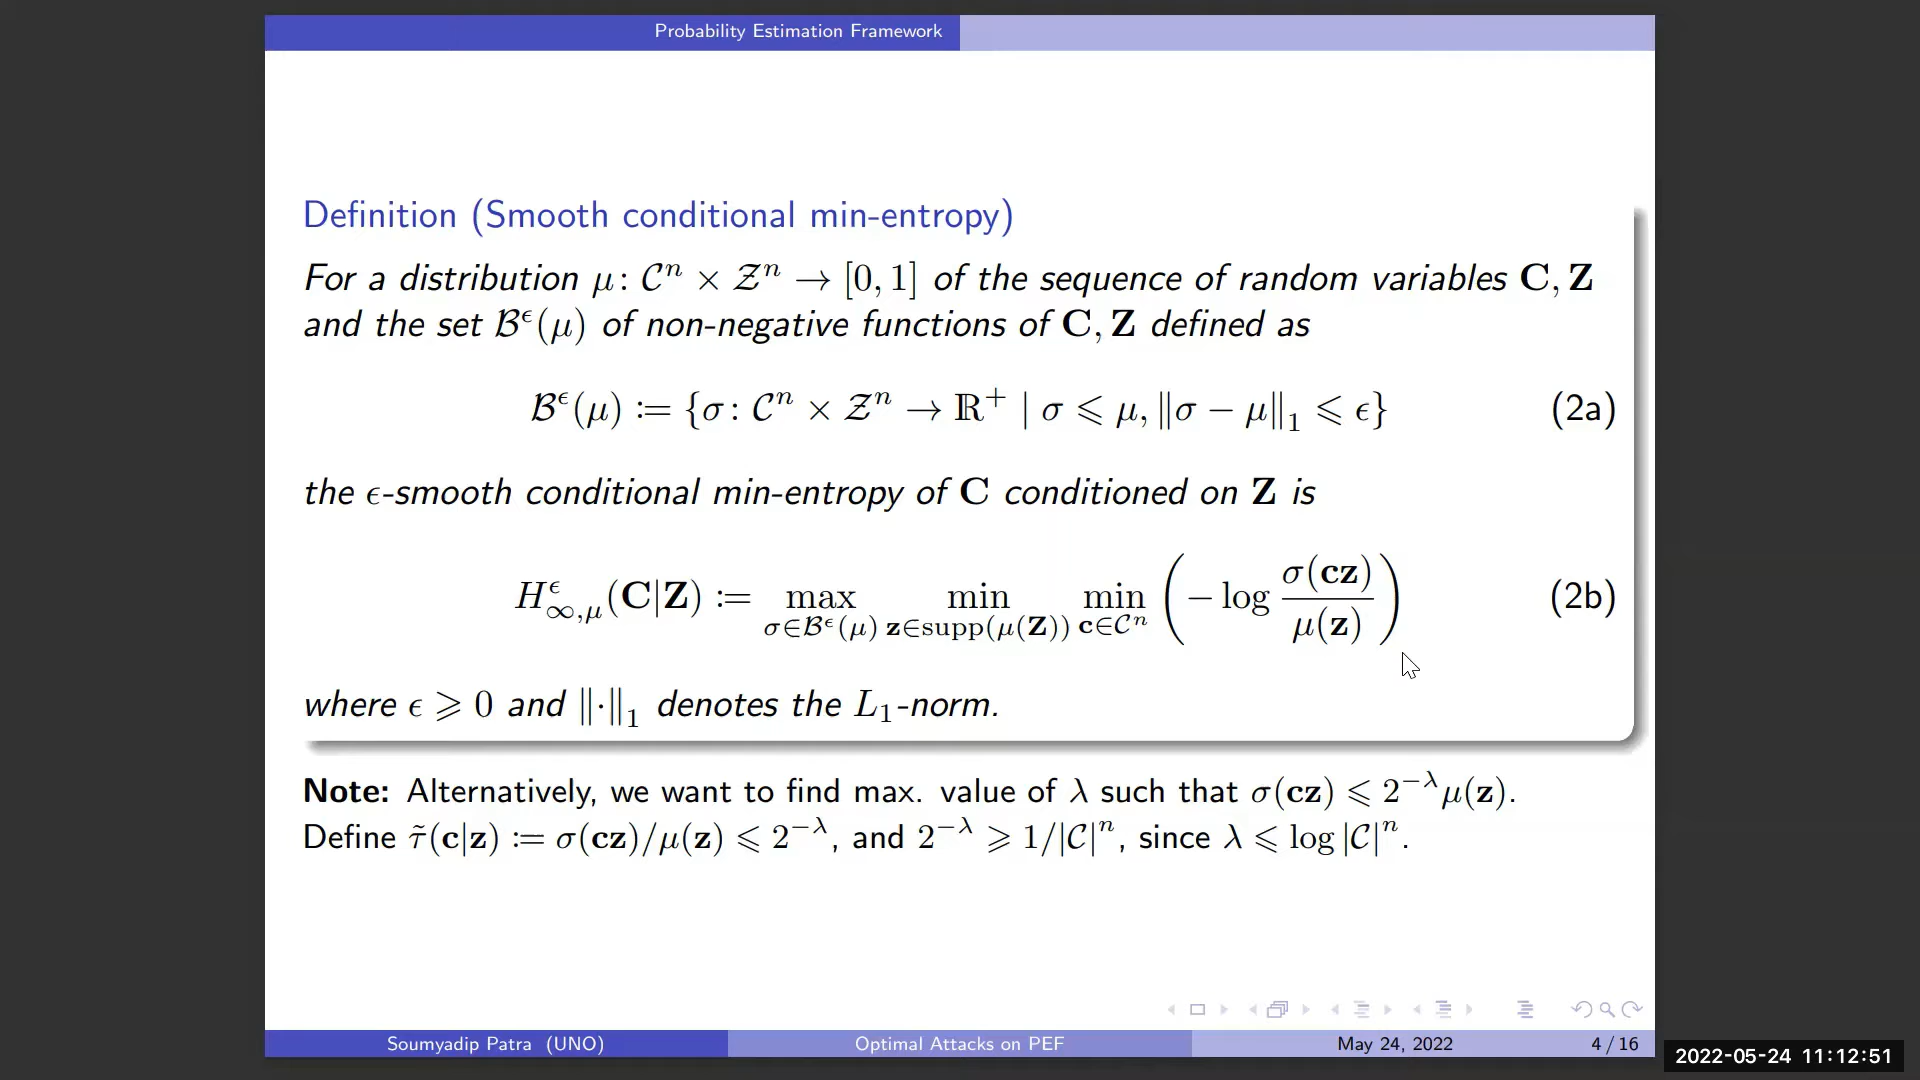 Probability Estimation Framework
Definition (Smooth conditional min-entropy)
For a distribution μ: 𝒞ⁿ × 𝒵ⁿ → [0, 1] of the sequence of random variables C, Z
and the set ℬ^ϵ(μ) of non-negative functions of C, Z defined as
ℬ^ϵ(μ) ≔ {σ: 𝒞ⁿ × 𝒵ⁿ → ℝ⁺ | σ ⩽ μ, ‖σ − μ‖₁ ⩽ ϵ} (2a)
the ϵ-smooth conditional min-entropy of C conditioned on Z is
H^ϵ_{∞,μ}(C|Z) ≔ max_{σ∈ℬ^ϵ(μ)} min_{z∈supp(μ(Z))} min_{c∈𝒞ⁿ} (− log σ(cz)/μ(z)) (2b)
where ϵ ⩾ 0 and ‖·‖₁ denotes the L₁-norm.
Note: Alternatively, we want to find max. value of λ such that σ(cz) ⩽ 2^{−λ}μ(z).
Define τ̃(c|z) ≔ σ(cz)/μ(z) ⩽ 2^{−λ}, and 2^{−λ} ⩾ 1/|𝒞|ⁿ, since λ ⩽ log |𝒞|ⁿ.
Soumyadip Patra (UNO) Optimal Attacks on PEF May 24, 2022 4 / 16
2022-05-24 11:12:51